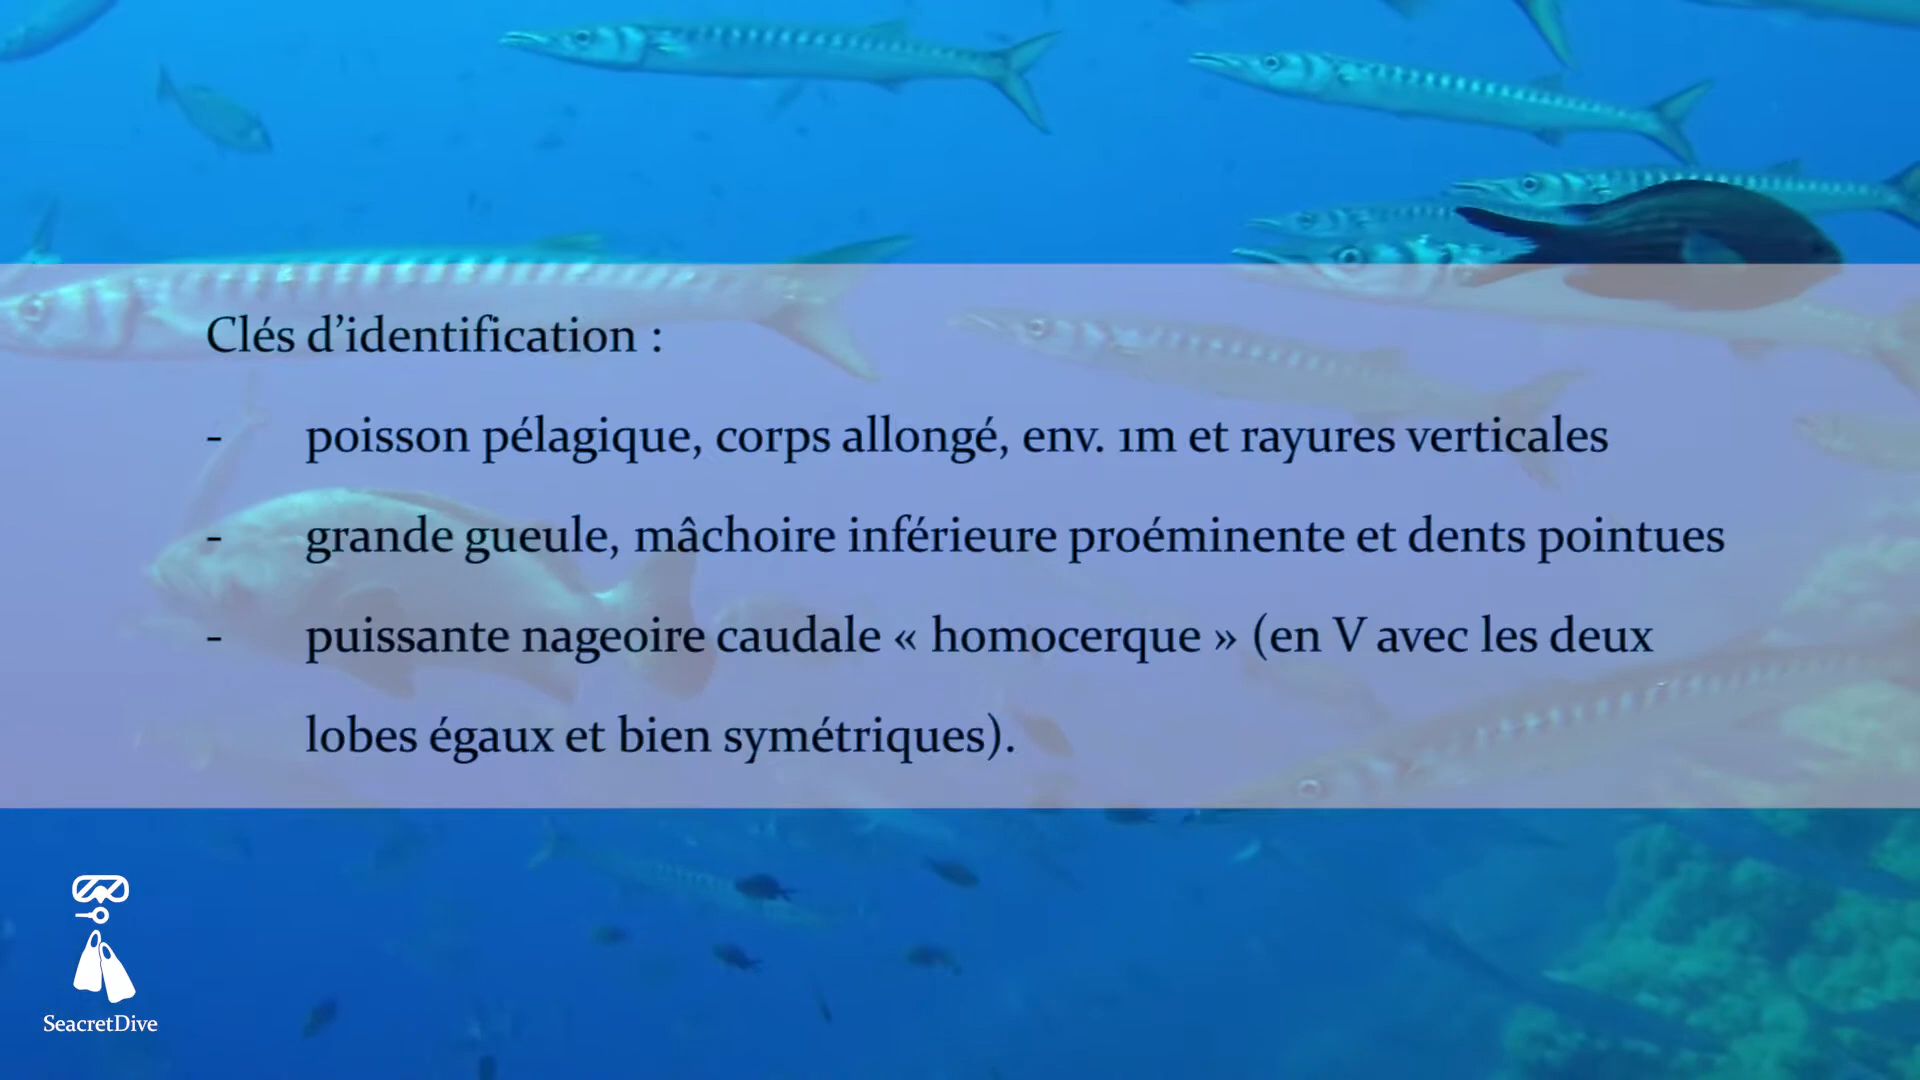 Clés d’identification :
- poisson pélagique, corps allongé, env. 1m et rayures verticales
- grande gueule, mâchoire inférieure proéminente et dents pointues
- puissante nageoire caudale « homocerque » (en V avec les deux
lobes égaux et bien symétriques).
SeacretDive